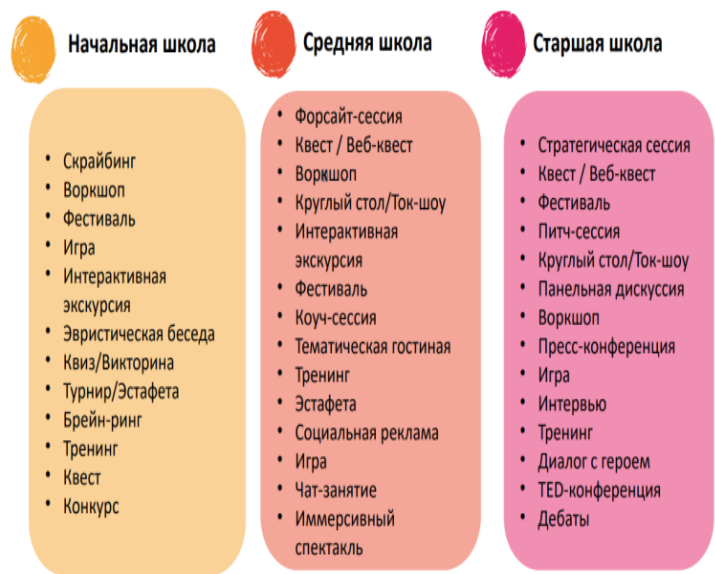 Начальная школа
Скрайбинг
Воркшоп
Фестиваль
Игра
Интерактивная
экскурсия
Эвристическая беседа
Квиз/Викторина
Турнир/Эстафета
Брейн-ринг
Тренинг
Квест
Конкурс
Средняя школа
Форсайт-сессия
Квест / Веб-квест
Воркшоп
Круглый стол/Ток-шоу
Интерактивная
экскурсия
Фестиваль
Коуч-сессия
Тематическая гостиная
Тренинг
Эстафета
Социальная реклама
Игра
Чат-занятие
Иммерсивный
спектакль
Старшая школа
Стратегическая сессия
Квест / Веб-квест
Фестиваль
Питч-сессия
Круглый стол/Ток-шоу
Панельная дискуссия
Воркшоп
Пресс-конференция
Игра
Интервью
Тренинг
Диалог с героем
TED-конференция
Дебаты